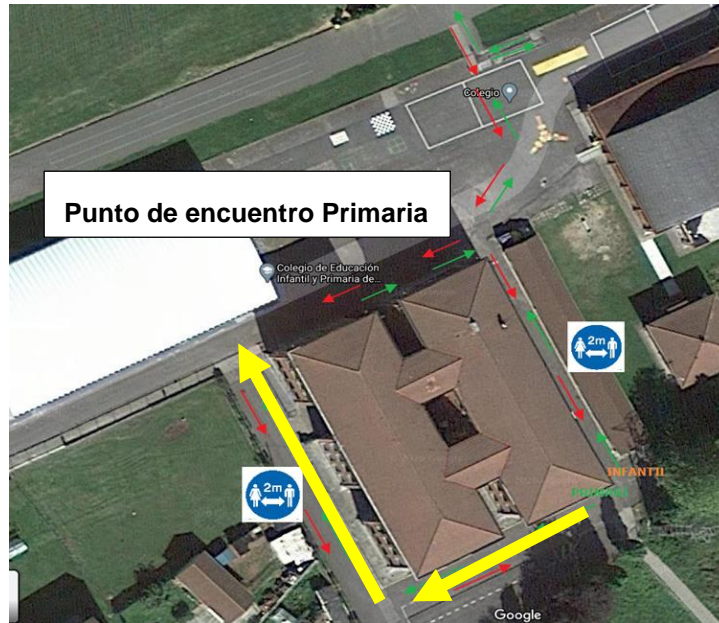 Colegio
Punto de encuentro Primaria
Colegio de Educación
Infantil y Primaria de...
2m
INFANTIL
2m
PRIMARIA
Google